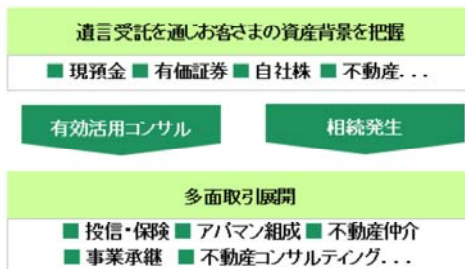 遺言受託を通しお客さまの資産背景を把握
■ 現預金 ■ 有価証券 ■ 自社株 ■ 不動産. . .
有効活用コンサル 相続発生
多面取引展開
■ 投信・保険 ■ アパマン組成 ■ 不動産仲介
■ 事業承継 ■ 不動産コンサルティング. . .